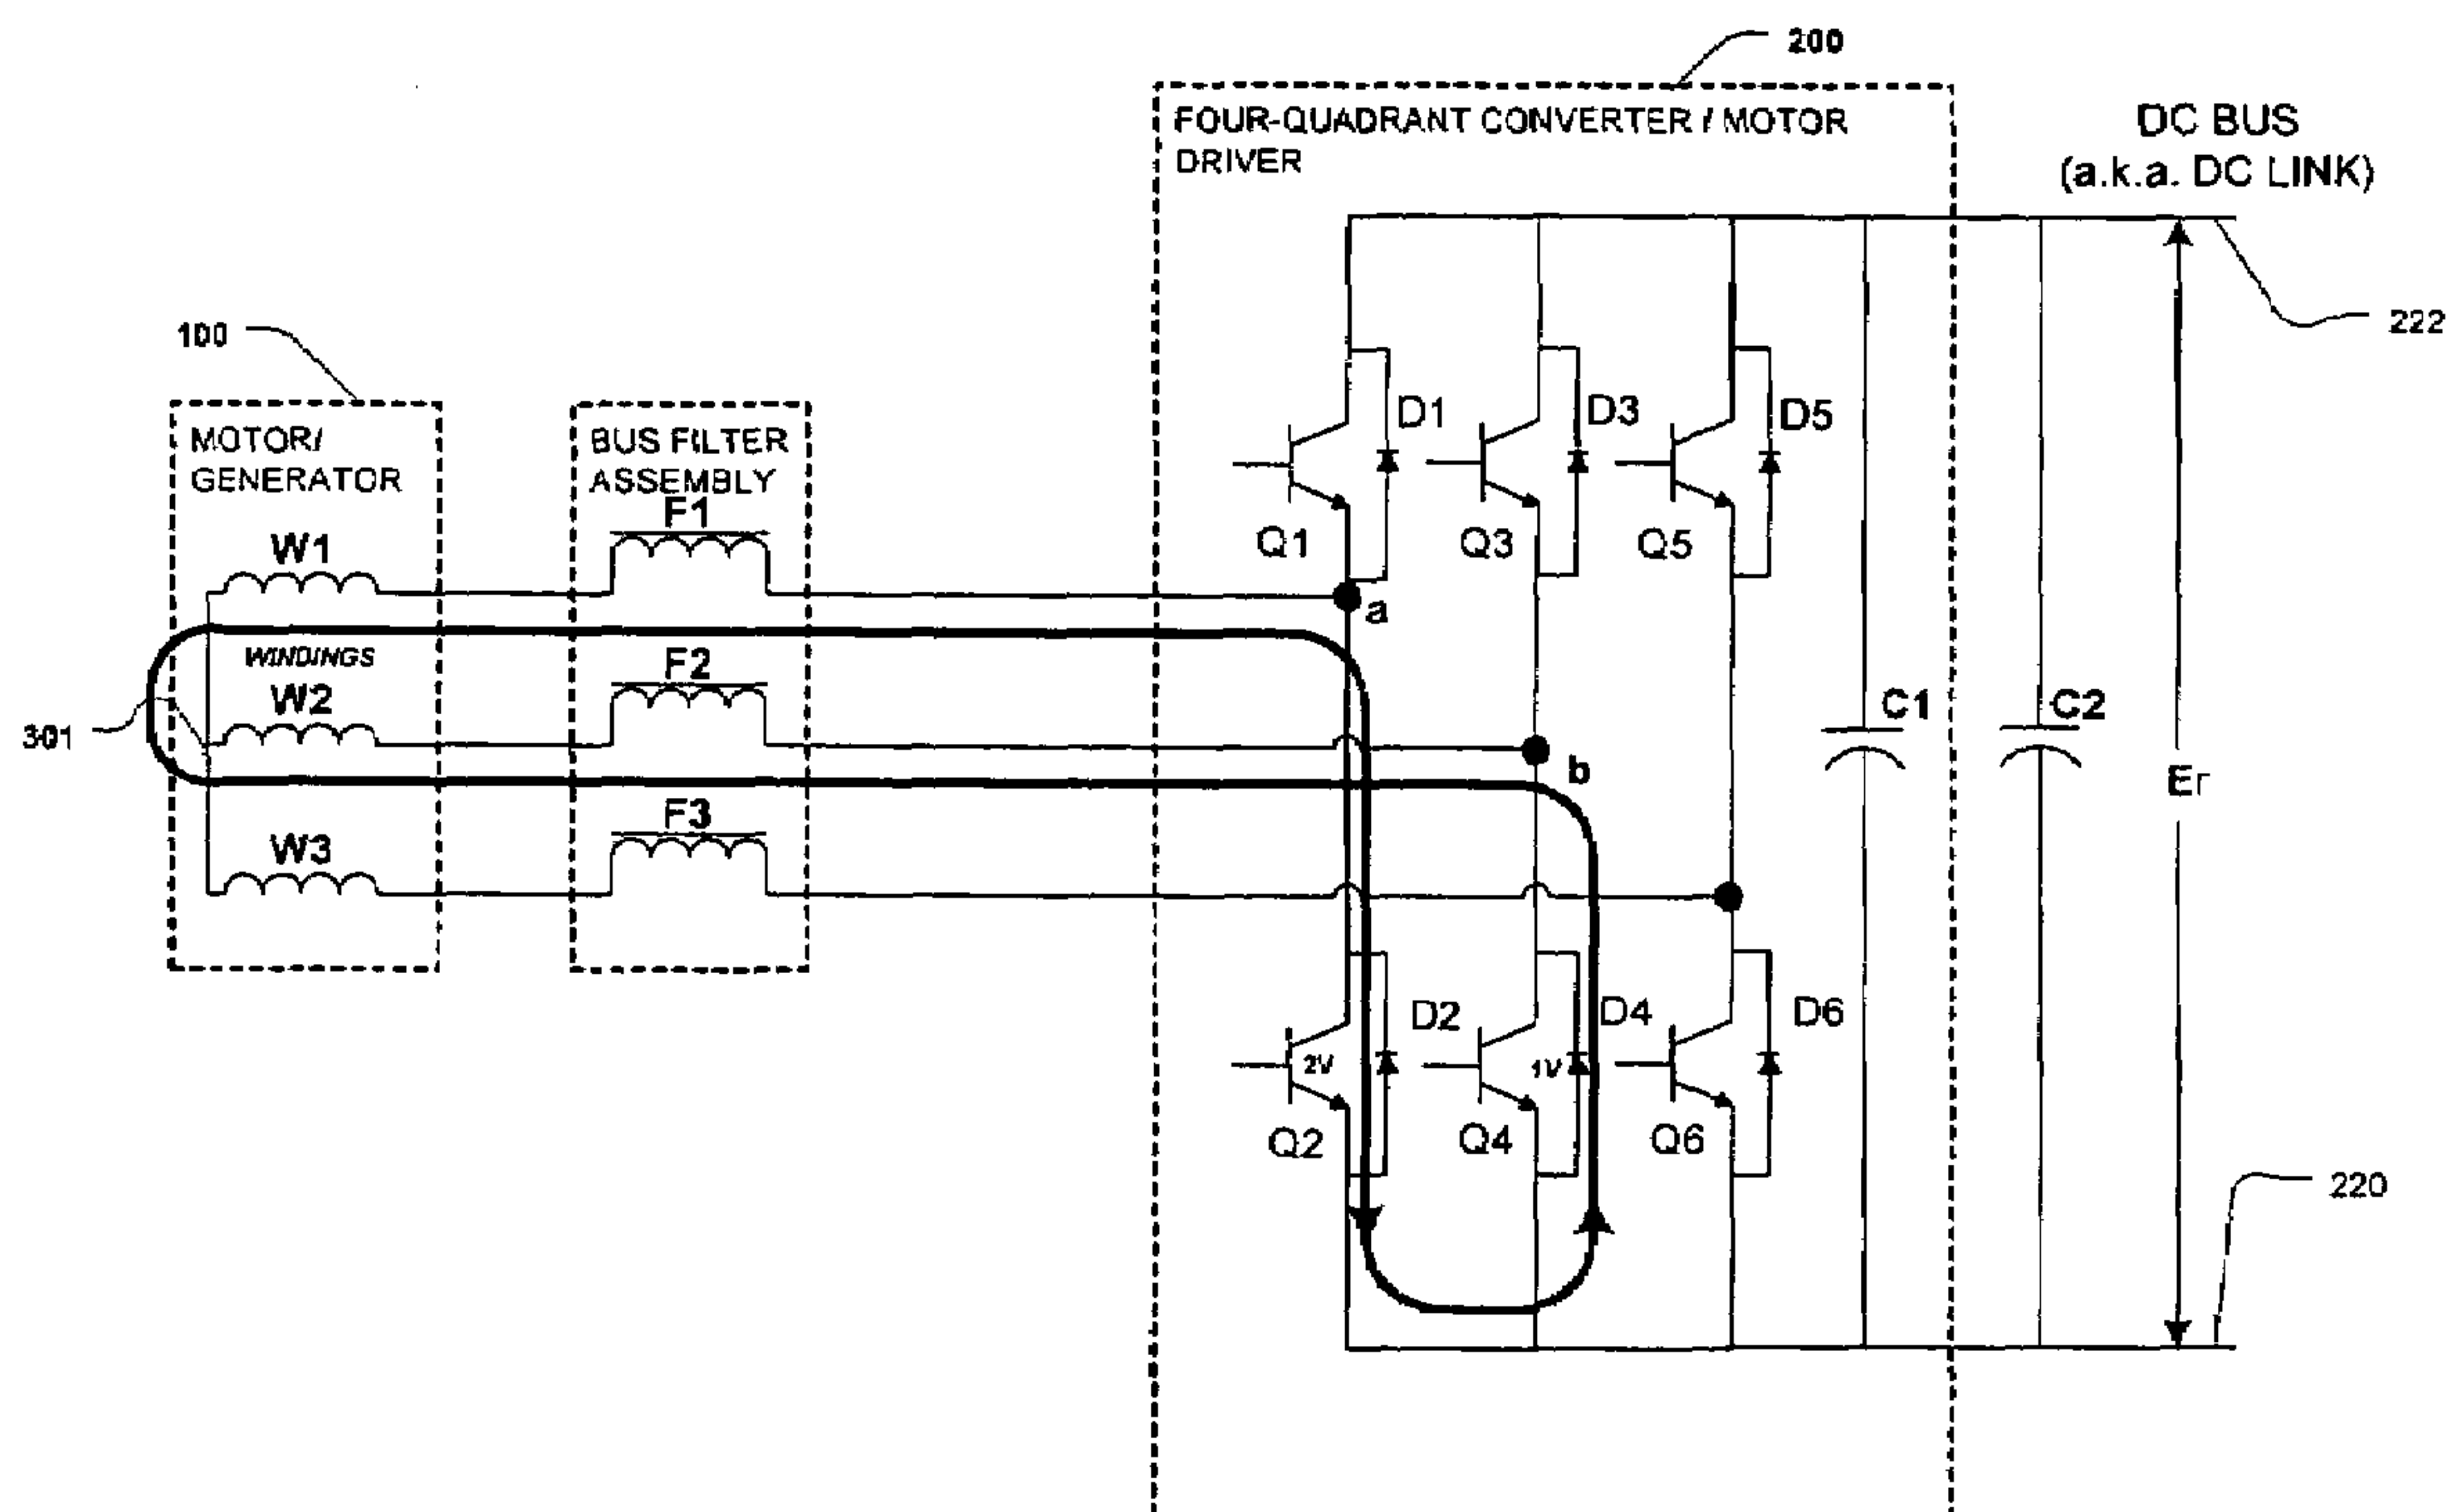 200
FOUR-QUADRANT CONVERTER / MOTOR
DRIVER
DC BUS
(a.k.a. DC LINK)
222
100
MOTOR/
GENERATOR
BUS FILTER
ASSEMBLY
F1
W1
D1
D3
D5
Q1
Q3
Q5
a
WINDINGS
W2
F2
301
b
C1
C2
Er
F3
W3
D2
D4
D6
2V
1V
Q2
Q4
Q6
220